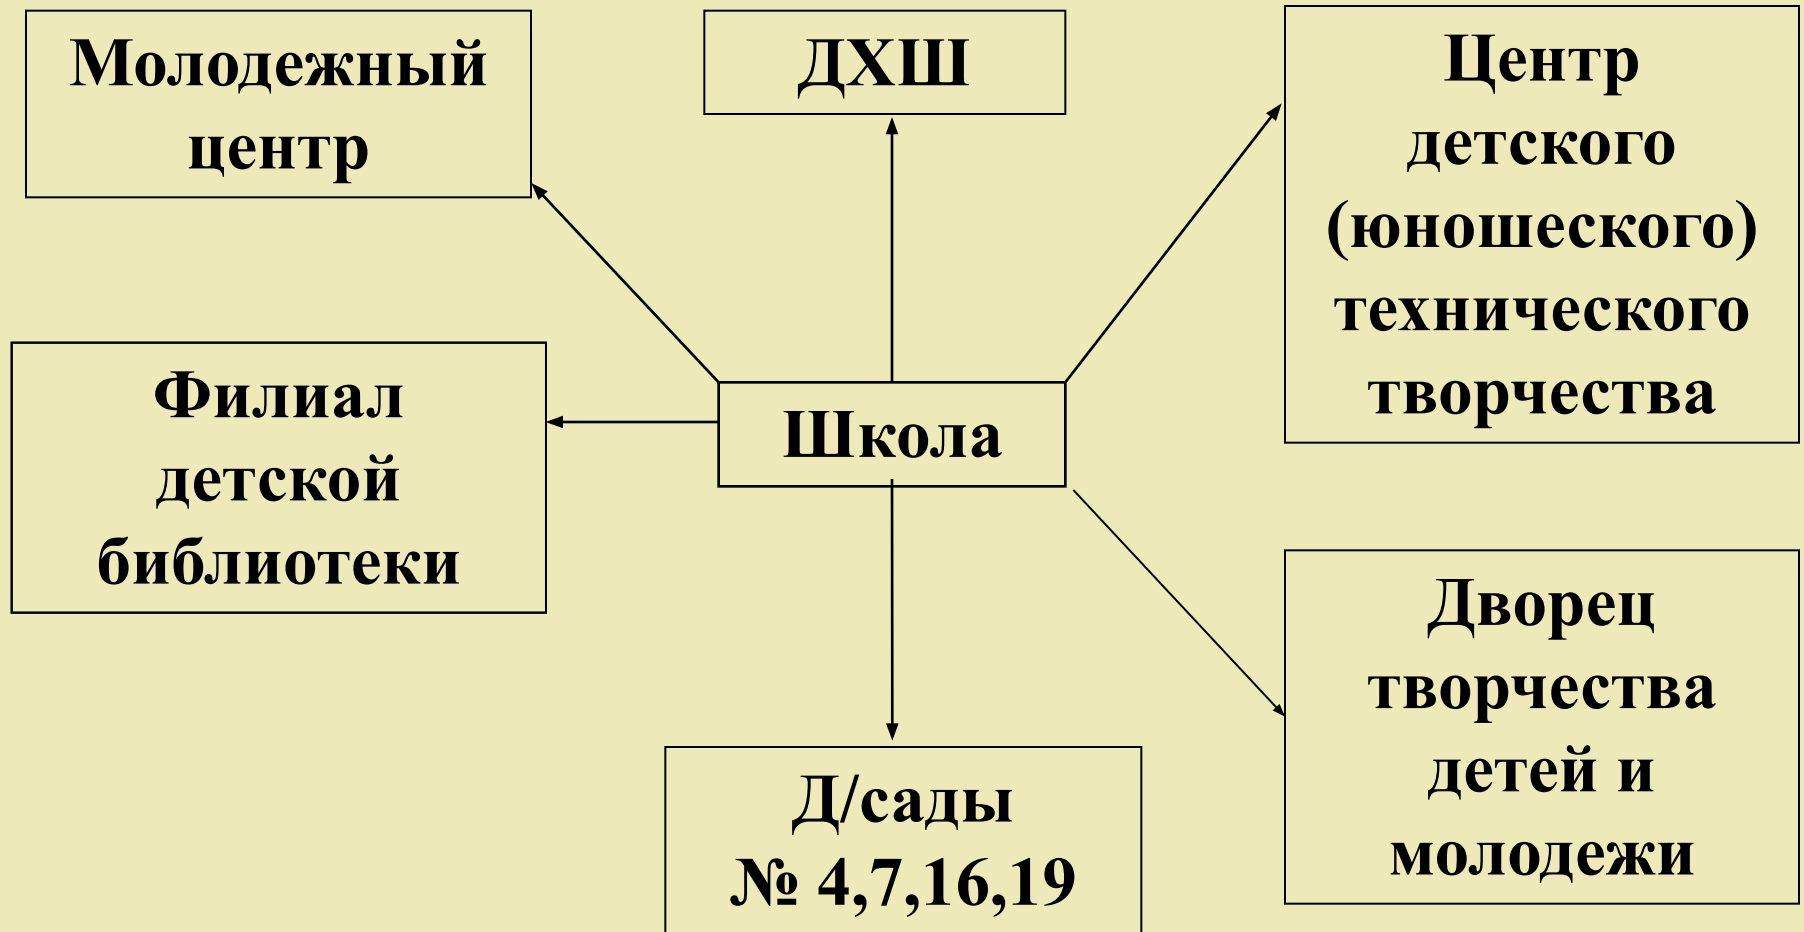 Молодежный
центр
ДХШ
Центр
детского
(юношеского)
технического
творчества
Филиал
детской
библиотеки
Школа
Дворец
творчества
детей и
молодежи
Д/сады
№ 4,7,16,19